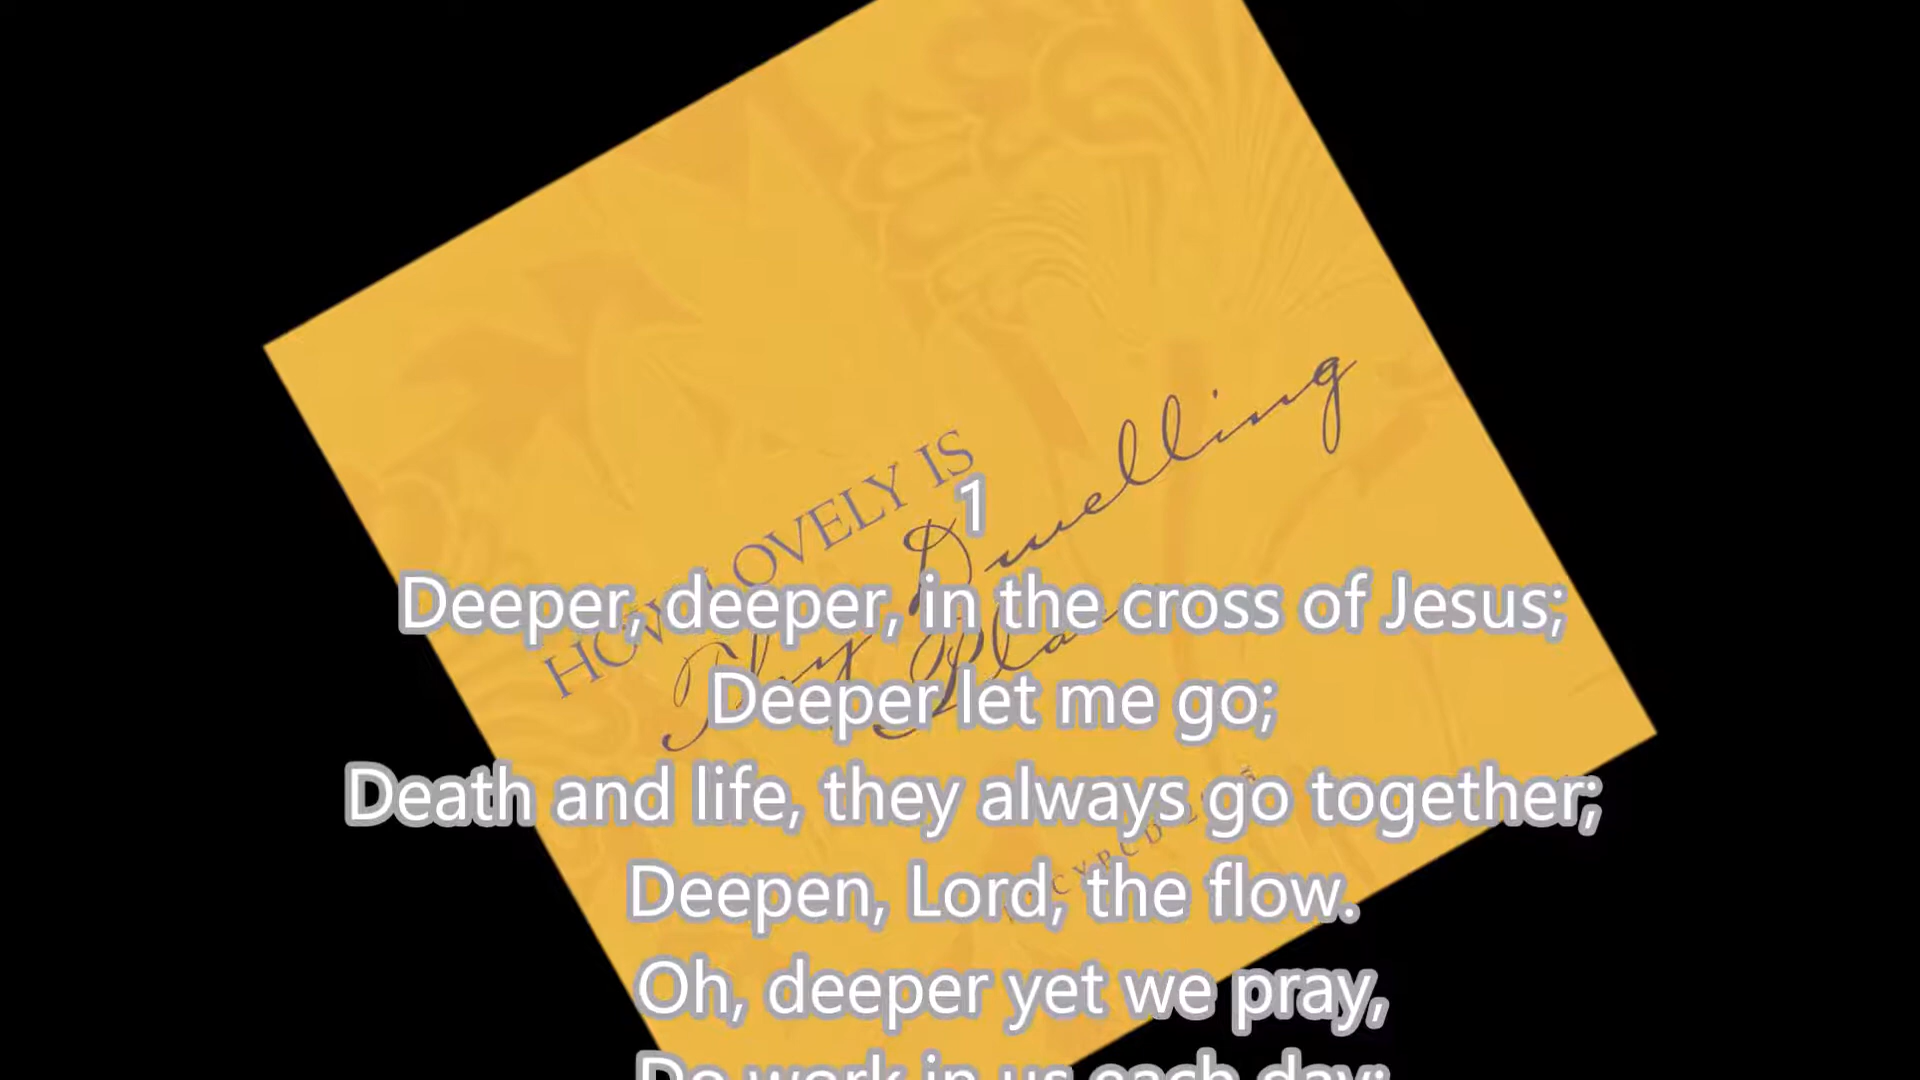 HOW LOVELY IS
Thy Dwelling
Place
1
Deeper, deeper, in the cross of Jesus;
Deeper let me go;
Death and life, they always go together;
Deepen, Lord, the flow.
Oh, deeper yet we pray,
Do work in us each day;